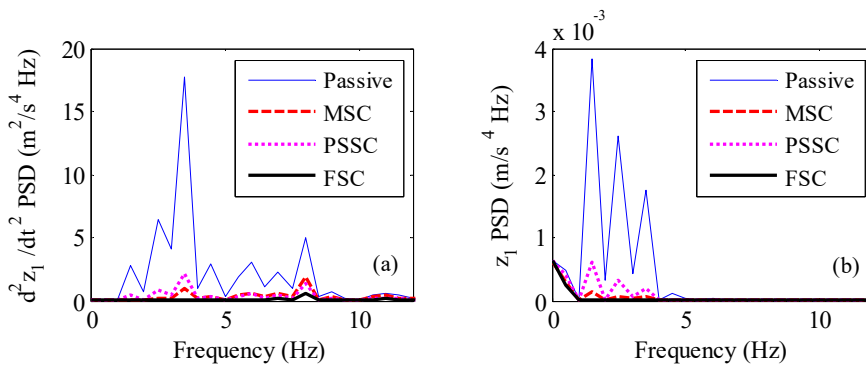 d²z₁/dt² PSD (m²/s⁴ Hz)
20
15
10
5
0
Passive
MSC
PSSC
FSC
(a)
0 5 10
Frequency (Hz)
x 10⁻³
z₁ PSD (m/s⁴ Hz)
4
3
2
1
0
Passive
MSC
PSSC
FSC
(b)
0 5 10
Frequency (Hz)